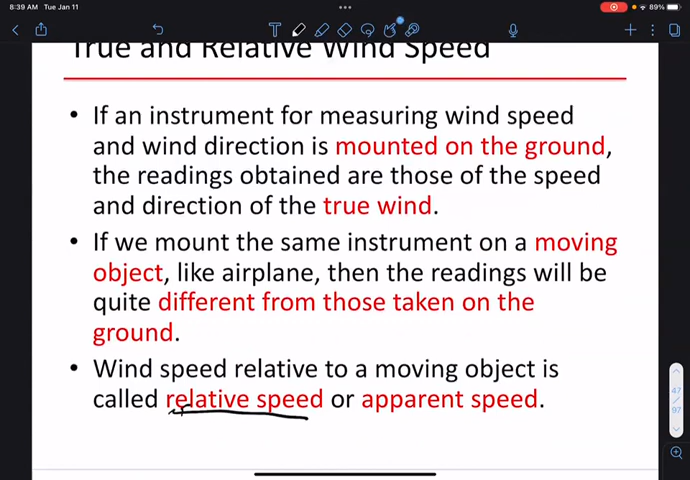 8:39 AM Tue Jan 11
89%
True and Relative Wind Speed
• If an instrument for measuring wind speed
and wind direction is mounted on the ground,
the readings obtained are those of the speed
and direction of the true wind.
• If we mount the same instrument on a moving
object, like airplane, then the readings will be
quite different from those taken on the
ground.
• Wind speed relative to a moving object is
called relative speed or apparent speed.
47
/
97